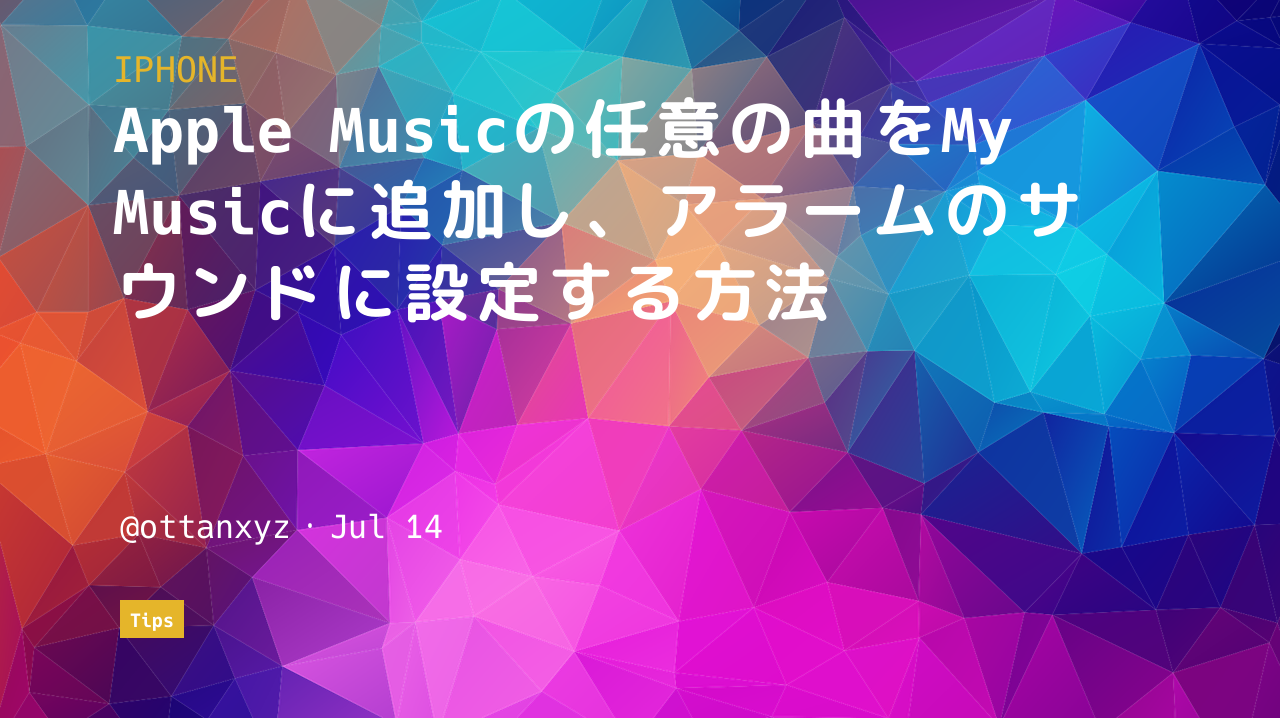 IPHONE
Apple Musicの任意の曲をMy
Musicに追加し、アラームのサ
ウンドに設定する方法
@ottanxyz · Jul 14
Tips